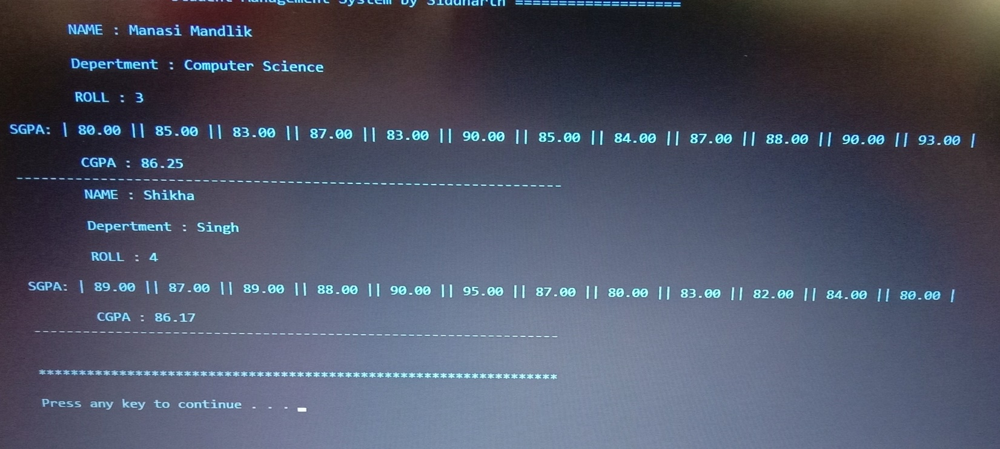 Student Management System By Siddharth ===================
NAME : Manasi Mandlik
Depertment : Computer Science
ROLL : 3
SGPA: | 80.00 || 85.00 || 83.00 || 87.00 || 83.00 || 90.00 || 85.00 || 84.00 || 87.00 || 88.00 || 90.00 || 93.00 |
CGPA : 86.25
-----------------------------------------------------------------
NAME : Shikha
Depertment : Singh
ROLL : 4
SGPA: | 89.00 || 87.00 || 89.00 || 88.00 || 90.00 || 95.00 || 87.00 || 80.00 || 83.00 || 82.00 || 84.00 || 80.00 |
CGPA : 86.17
-----------------------------------------------------------------
*****************************************************************
Press any key to continue . . .